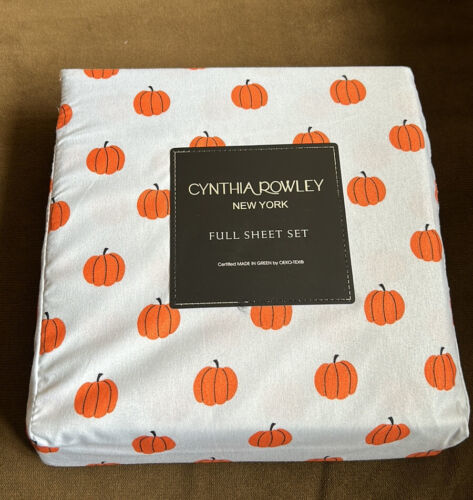 CYNTHIA ROWLEY
NEW YORK
FULL SHEET SET
Certified MADE IN GREEN by OEKO-TEX®